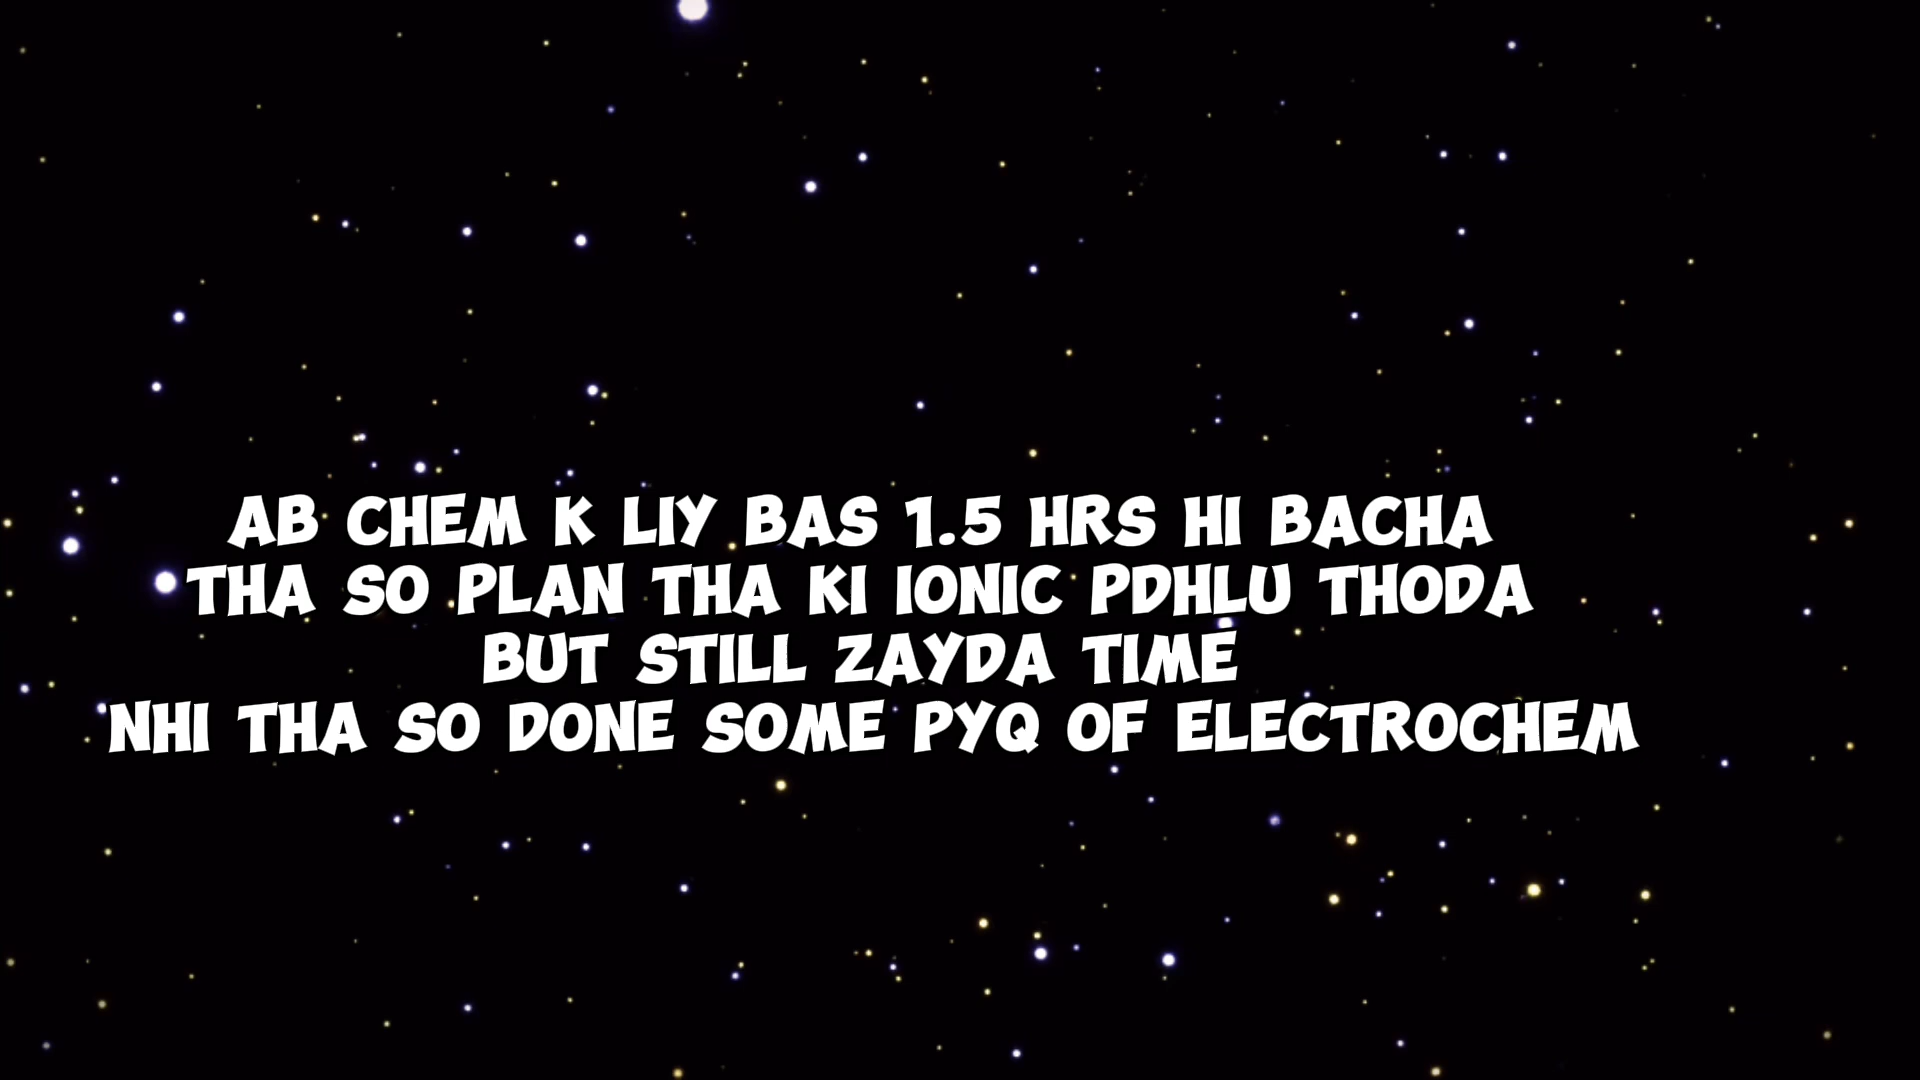 AB CHEM K LIY BAS 1.5 HRS HI BACHA
THA SO PLAN THA KI IONIC PDHLU THODA
BUT STILL ZAYDA TIME
NHI THA SO DONE SOME PYQ OF ELECTROCHEM